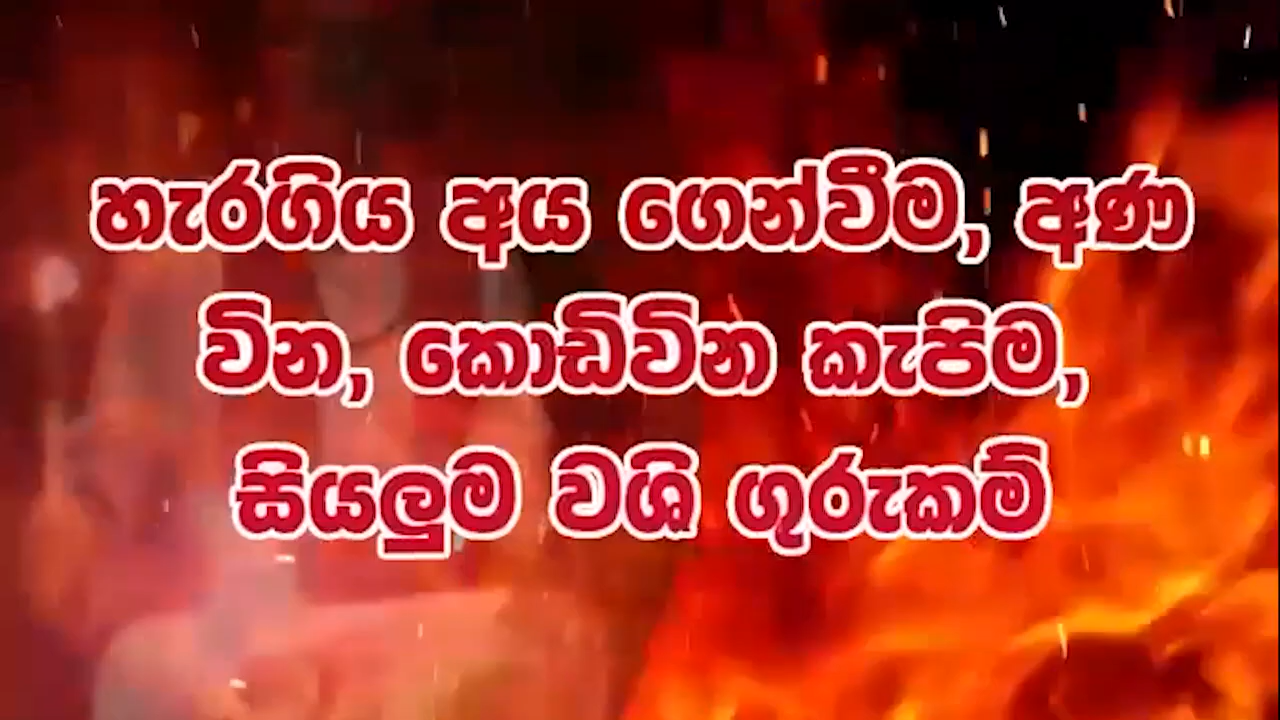 හැරගිය අය ගෙන්වීම, අණ
වින, කොඩිවින කැපිම,
සියලුම වශි ගුරුකම්